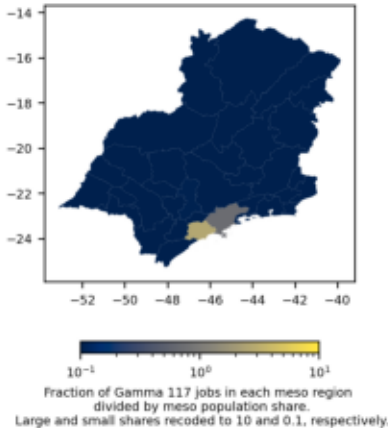 −14
−16
−18
−20
−22
−24
−52 −50 −48 −46 −44 −42 −40
10⁻¹ 10⁰ 10¹
Fraction of Gamma 117 jobs in each meso region
divided by meso population share.
Large and small shares recoded to 10 and 0.1, respectively